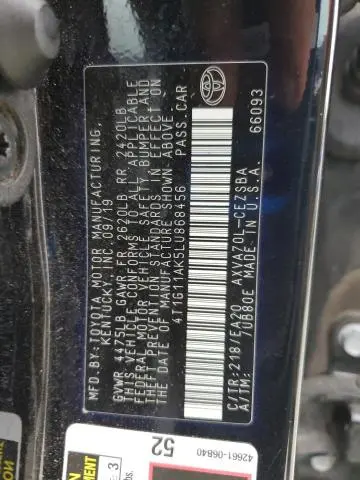 MFD.BY:TOYOTA MOTOR MANUFACTURING,
KENTUCKY,INC. 09/19
GVWR 4475LB GAWR FR 2620LB RR 2420LB
THIS VEHICLE CONFORMS TO ALL APPLICABLE
FEDERAL MOTOR VEHICLE SAFETY, BUMPER AND
THEFT PREVENTION STANDARDS IN EFFECT ON
THE DATE OF MANUFACTURE SHOWN ABOVE.
4T1G11AK5LU868456 PASS.CAR
C/TR:218/EA20 AXVA70L-CEZSBA
A/TM: 7UB80E MADE IN U.S.A.
66093
52
42661-06B40
3